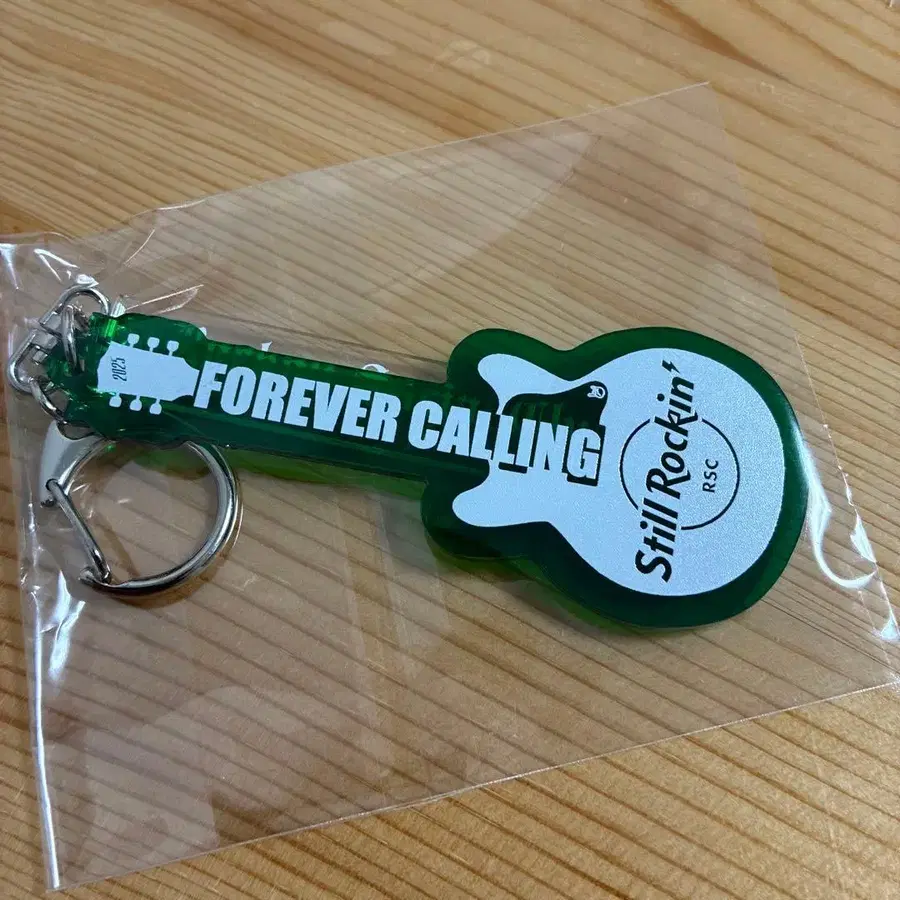 2025
FOREVER CALLING
Still Rockin'
RSC